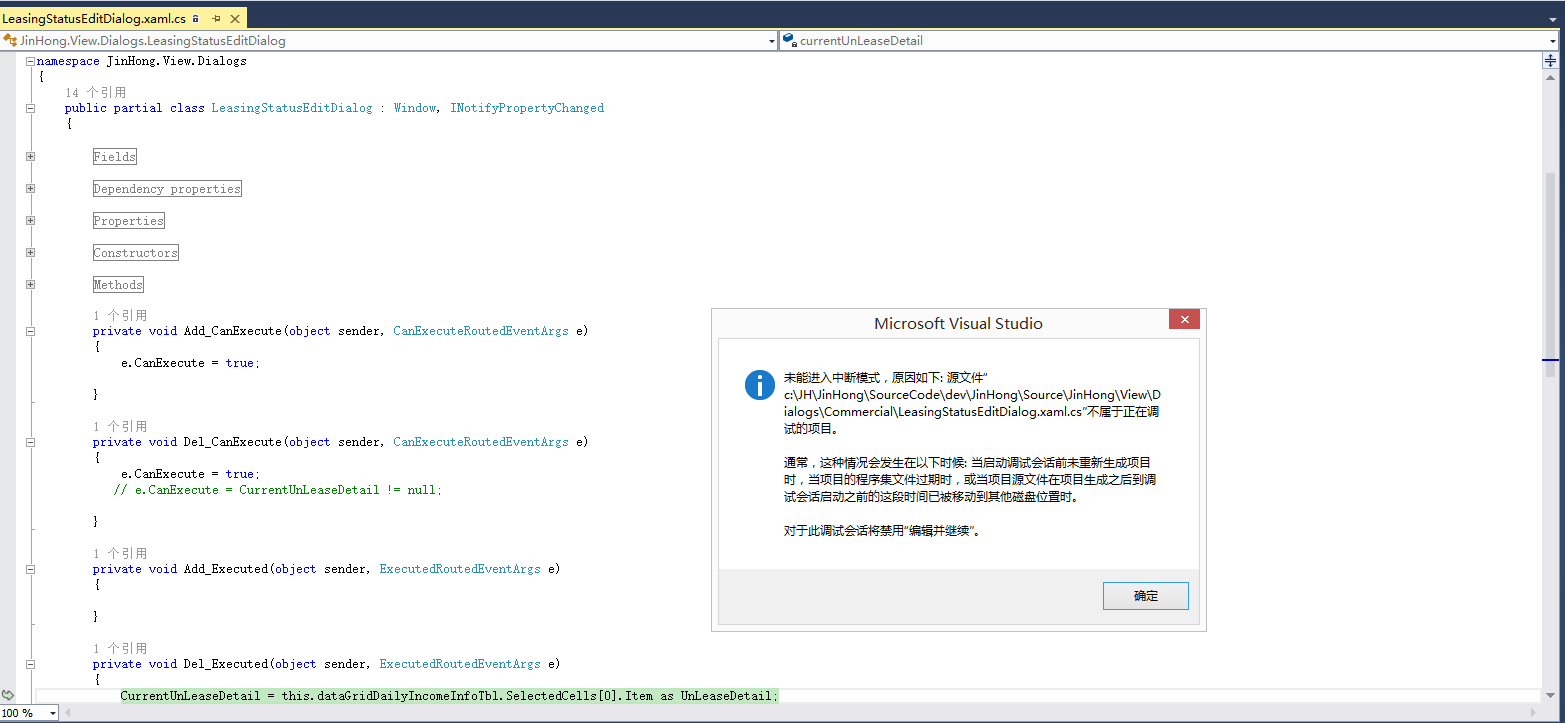 LeasingStatusEditDialog.xaml.cs
JinHong.View.Dialogs.LeasingStatusEditDialog
currentUnLeaseDetail
namespace JinHong.View.Dialogs
{
14 个引用
public partial class LeasingStatusEditDialog : Window, INotifyPropertyChanged
{
Fields
Dependency properties
Properties
Constructors
Methods
1 个引用
private void Add_CanExecute(object sender, CanExecuteRoutedEventArgs e)
{
e.CanExecute = true;
}
1 个引用
private void Del_CanExecute(object sender, CanExecuteRoutedEventArgs e)
{
e.CanExecute = true;
// e.CanExecute = CurrentUnLeaseDetail != null;
}
1 个引用
private void Add_Executed(object sender, ExecutedRoutedEventArgs e)
{
}
1 个引用
private void Del_Executed(object sender, ExecutedRoutedEventArgs e)
{
CurrentUnLeaseDetail = this.dataGridDailyIncomeInfoTbl.SelectedCells[0].Item as UnLeaseDetail;
100 %
Microsoft Visual Studio
未能进入中断模式，原因如下: 源文件“
c:\JH\JinHong\SourceCode\dev\JinHong\Source\JinHong\View\D
ialogs\Commercial\LeasingStatusEditDialog.xaml.cs”不属于正在调
试的项目。
通常，这种情况会发生在以下时候: 当启动调试会话前未重新生成项目
时，当项目的程序集文件过期时，或当项目源文件在项目生成之后到调
试会话启动之前的这段时间已被移动到其他磁盘位置时。
对于此调试会话将禁用“编辑并继续”。
确定